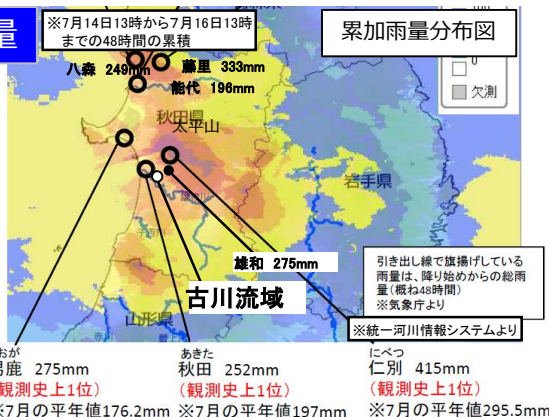 量
※7月14日13時から7月16日13時
までの48時間の累積
累加雨量分布図
0
欠測
八森 249mm
藤里 333mm
能代 196mm
秋田県
太平山
岩手県
雄和 275mm
古川流域
山形県
引き出し線で旗揚げしている
雨量は、降り始めからの総雨
量(概ね48時間)
※気象庁より
※統一河川情報システムより
おが
男鹿 275mm
(観測史上1位)
※7月の平年値176.2mm
あきた
秋田 252mm
(観測史上1位)
※7月の平年値197mm
にべつ
仁別 415mm
(観測史上1位)
※7月の平年値295.5mm